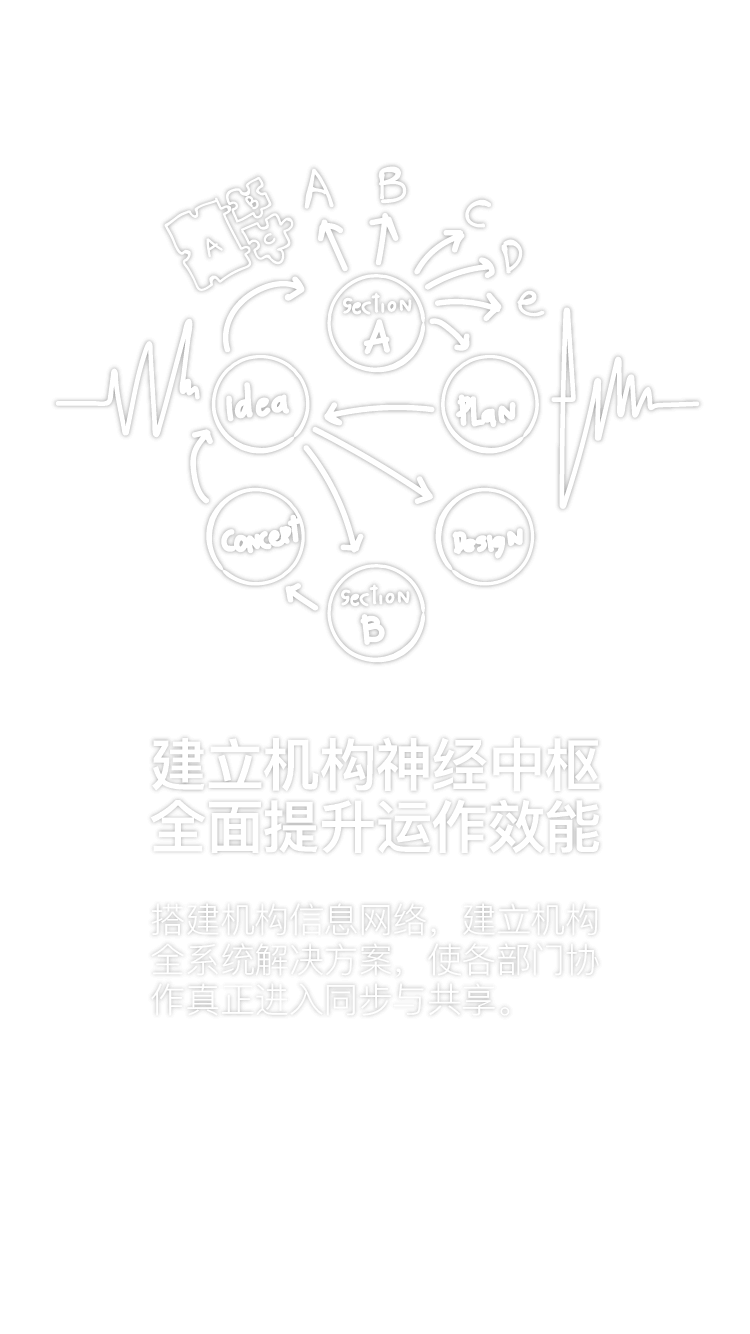 A B C D e
A B C
Section
A
Idea
PLan
Concept
Design
Section
B
建立机构神经中枢
全面提升运作效能
搭建机构信息网络，建立机构
全系统解决方案，使各部门协
作真正进入同步与共享。